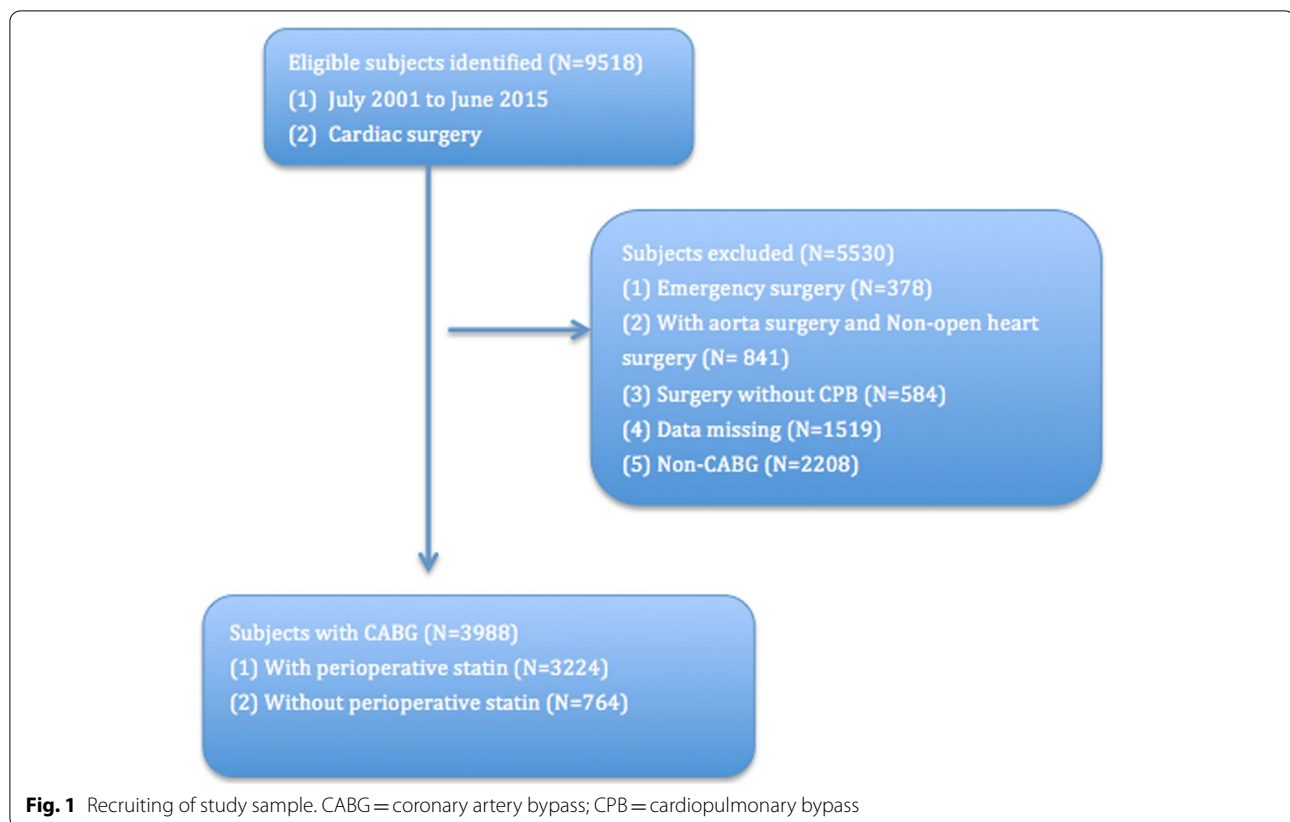 Eligible subjects identified (N=9518)
(1) July 2001 to June 2015
(2) Cardiac surgery
Subjects excluded (N=5530)
(1) Emergency surgery (N=378)
(2) With aorta surgery and Non-open heart
surgery (N= 841)
(3) Surgery without CPB (N=584)
(4) Data missing (N=1519)
(5) Non-CABG (N=2208)
Subjects with CABG (N=3988)
(1) With perioperative statin (N=3224)
(2) Without perioperative statin (N=764)
Fig. 1 Recruiting of study sample. CABG = coronary artery bypass; CPB = cardiopulmonary bypass